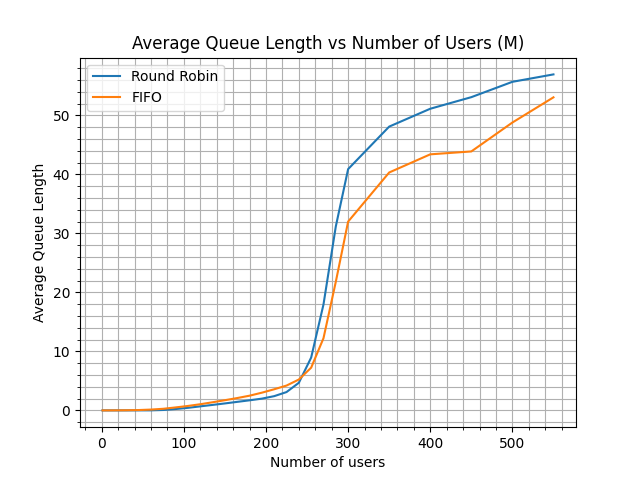 Average Queue Length vs Number of Users (M)
Round Robin
FIFO
Average Queue Length
50
40
30
20
10
0
0 100 200 300 400 500
Number of users